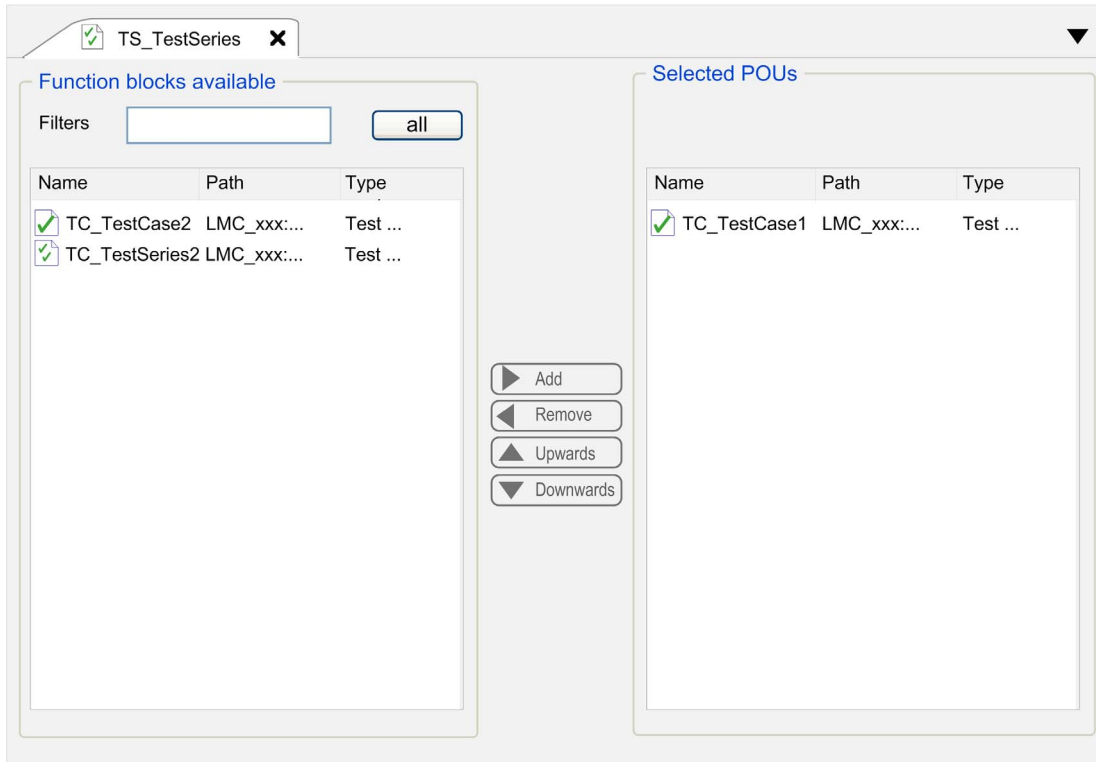 TS_TestSeries
Function blocks available
Filters
all
Name Path Type
TC_TestCase2 LMC_xxx:... Test ...
TC_TestSeries2 LMC_xxx:... Test ...
Add
Remove
Upwards
Downwards
Selected POUs
Name Path Type
TC_TestCase1 LMC_xxx:... Test ...